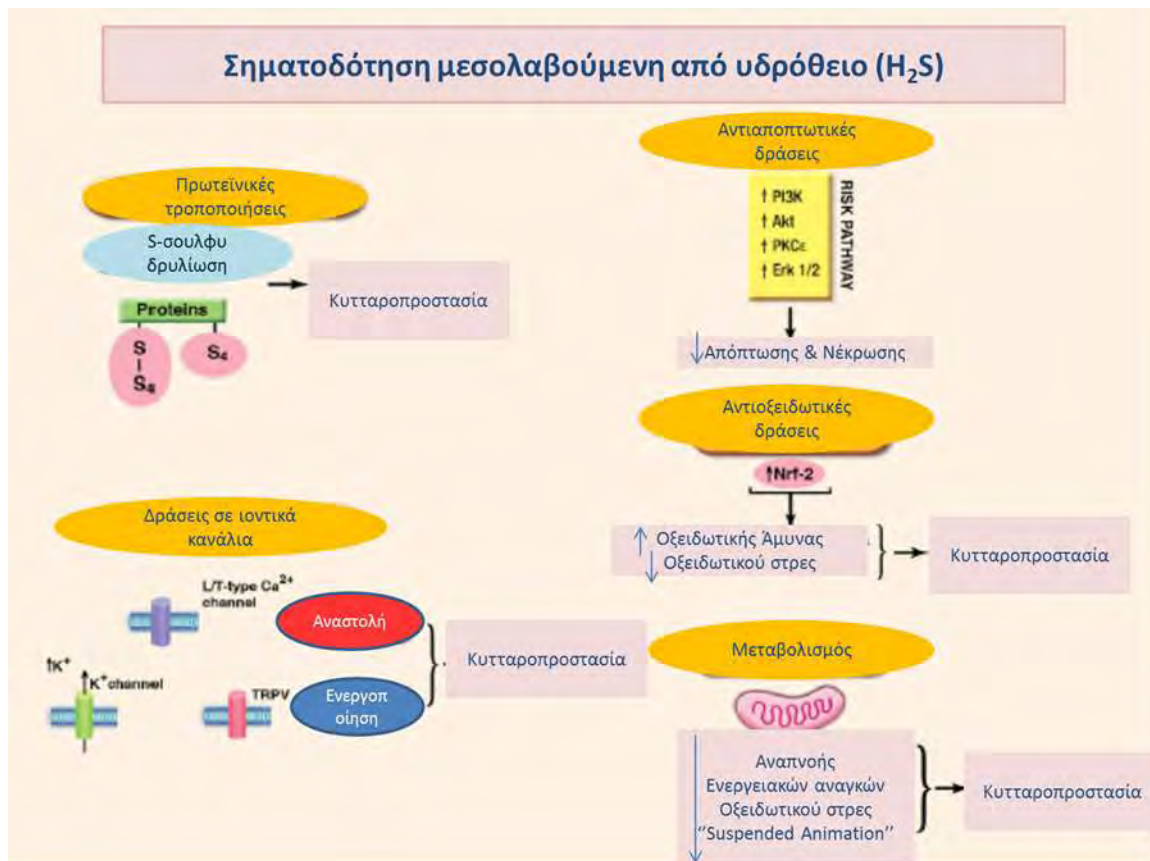 Σηματοδότηση μεσολαβούμενη από υδρόθειο (H₂S)
Πρωτεϊνικές
τροποποιήσεις
S-σουλφυ
δρυλίωση
Proteins
S
S
S₄
Κυτταροπροστασία
Δράσεις σε ιοντικά
κανάλια
L/T-type Ca²⁺
channel
Αναστολή
↑K⁺
K⁺channel
TRPV
Ενεργοπ
οίηση
Κυτταροπροστασία
Αντιαποπτωτικές
δράσεις
↑ PI3K
↑ Akt
↑ PKCε
↑ Erk 1/2
RISK PATHWAY
↓ Απόπτωσης & Νέκρωσης
Αντιοξειδωτικές
δράσεις
↑Nrf-2
↑ Οξειδωτικής Άμυνας
↓ Οξειδωτικού στρες
Κυτταροπροστασία
Μεταβολισμός
Αναπνοής
Ενεργειακών αναγκών
Οξειδωτικού στρες
‘’Suspended Animation’’
Κυτταροπροστασία